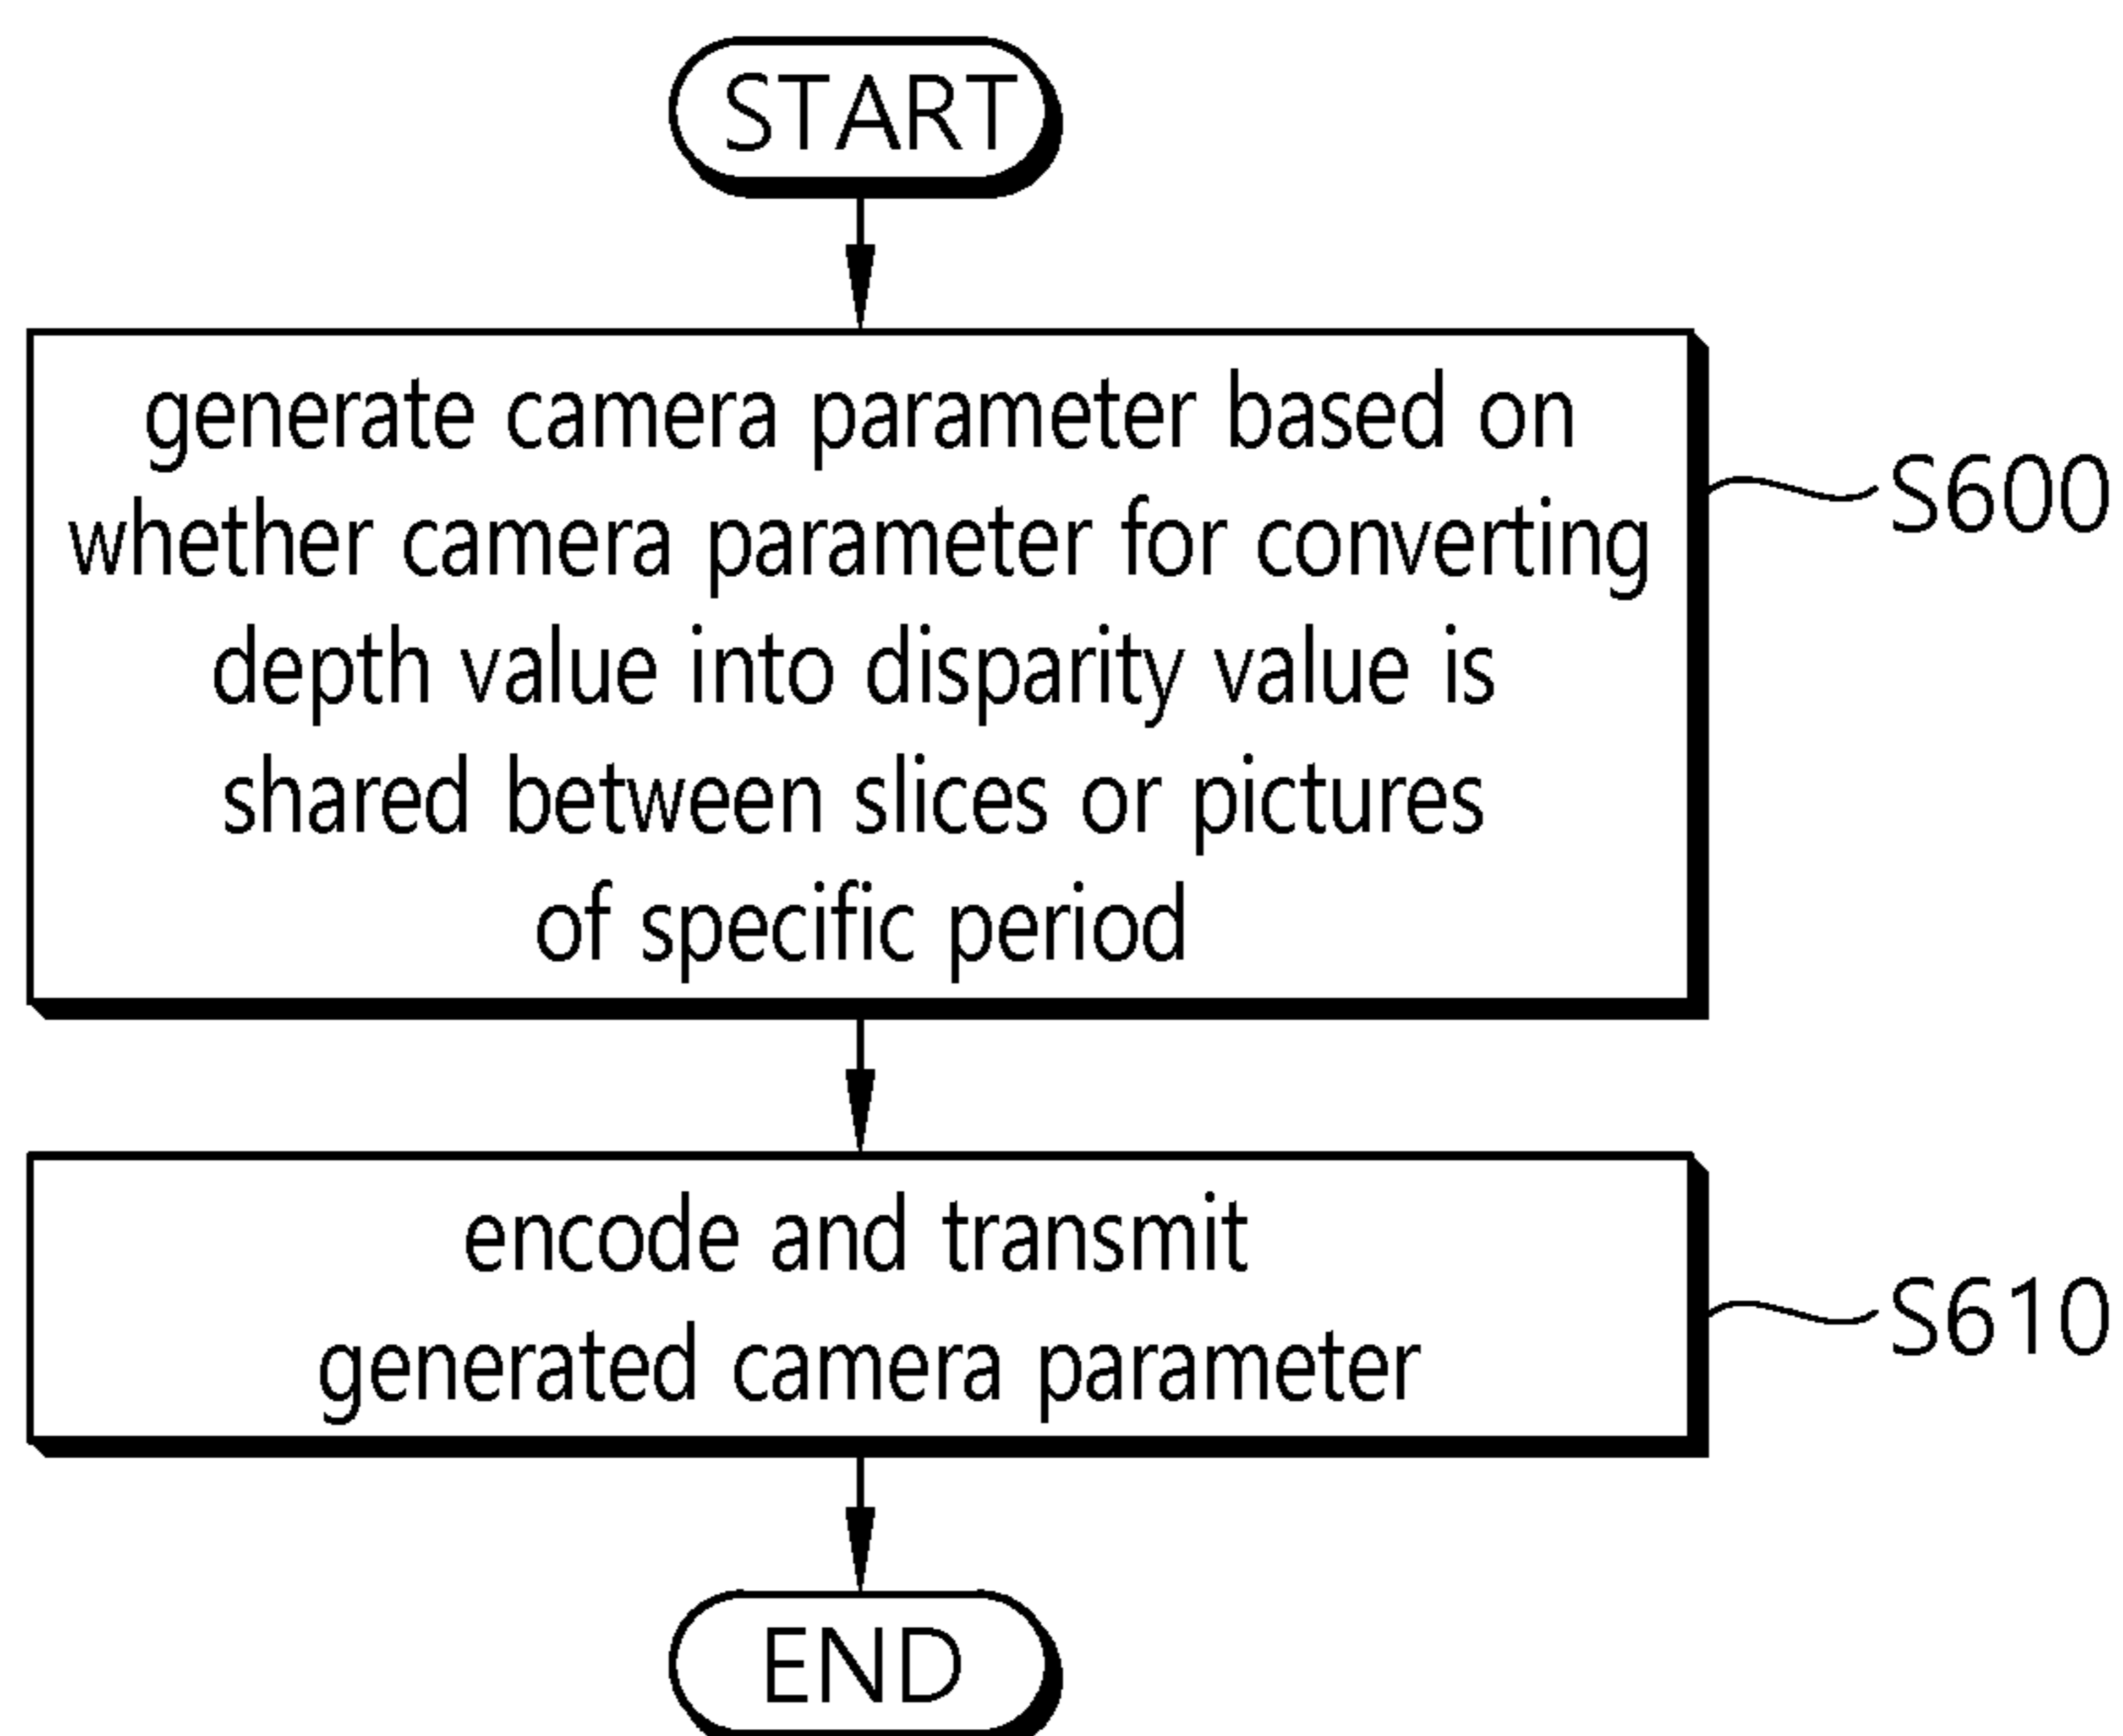 START
generate camera parameter based on
whether camera parameter for converting
depth value into disparity value is
shared between slices or pictures
of specific period
S600
encode and transmit
generated camera parameter
S610
END